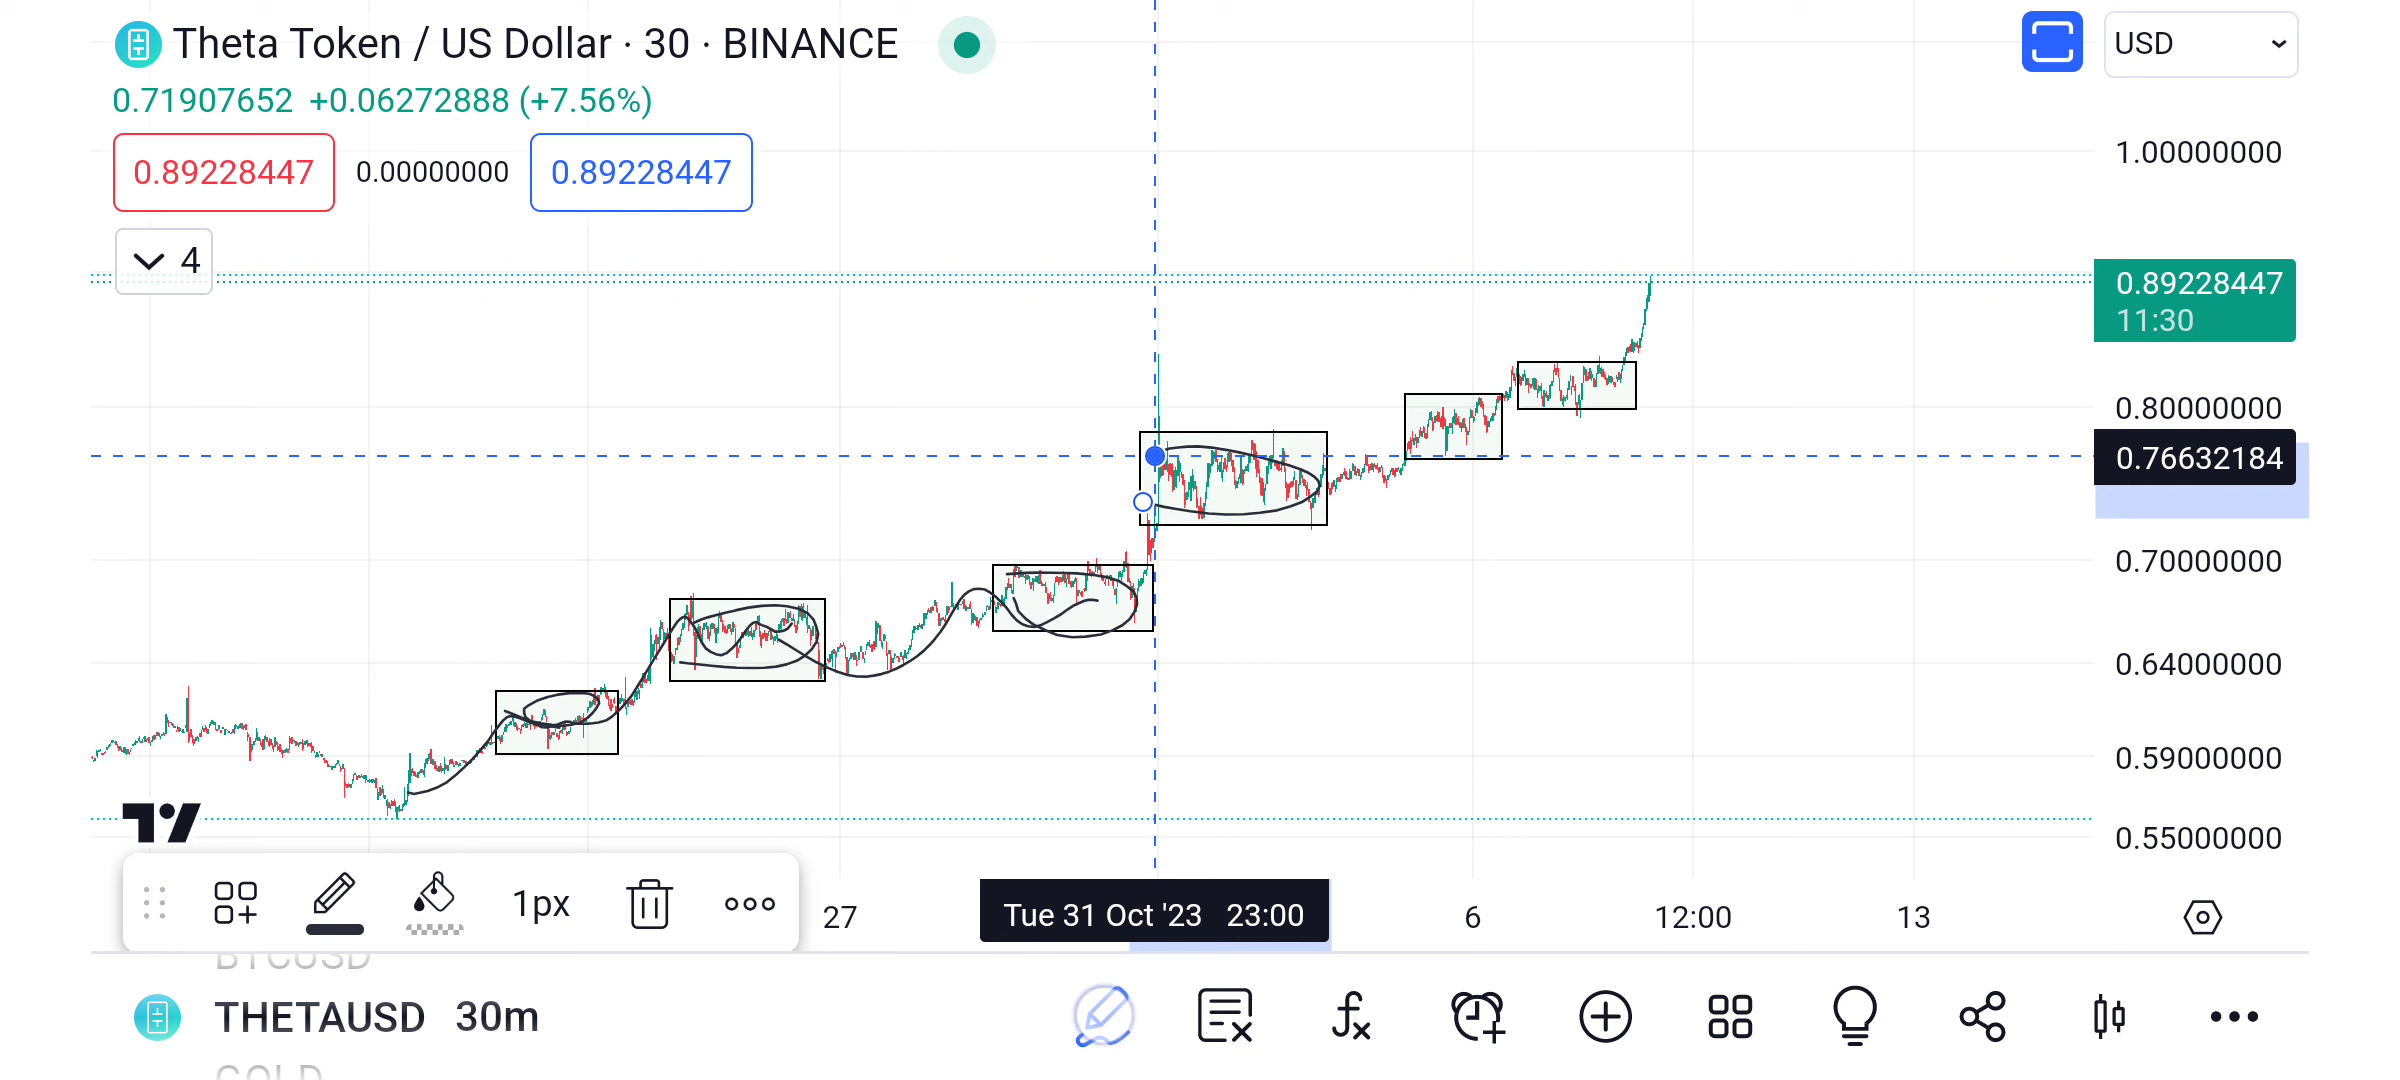 Theta Token / US Dollar · 30 · BINANCE
USD
0.71907652 +0.06272888 (+7.56%)
0.89228447 0.00000000 0.89228447
4
1.00000000
0.89228447
11:30
0.80000000
0.76632184
0.70000000
0.64000000
0.59000000
0.55000000
1px
27 Tue 31 Oct '23 23:00 6 12:00 13
BTCUSD
THETAUSD 30m
GOLD